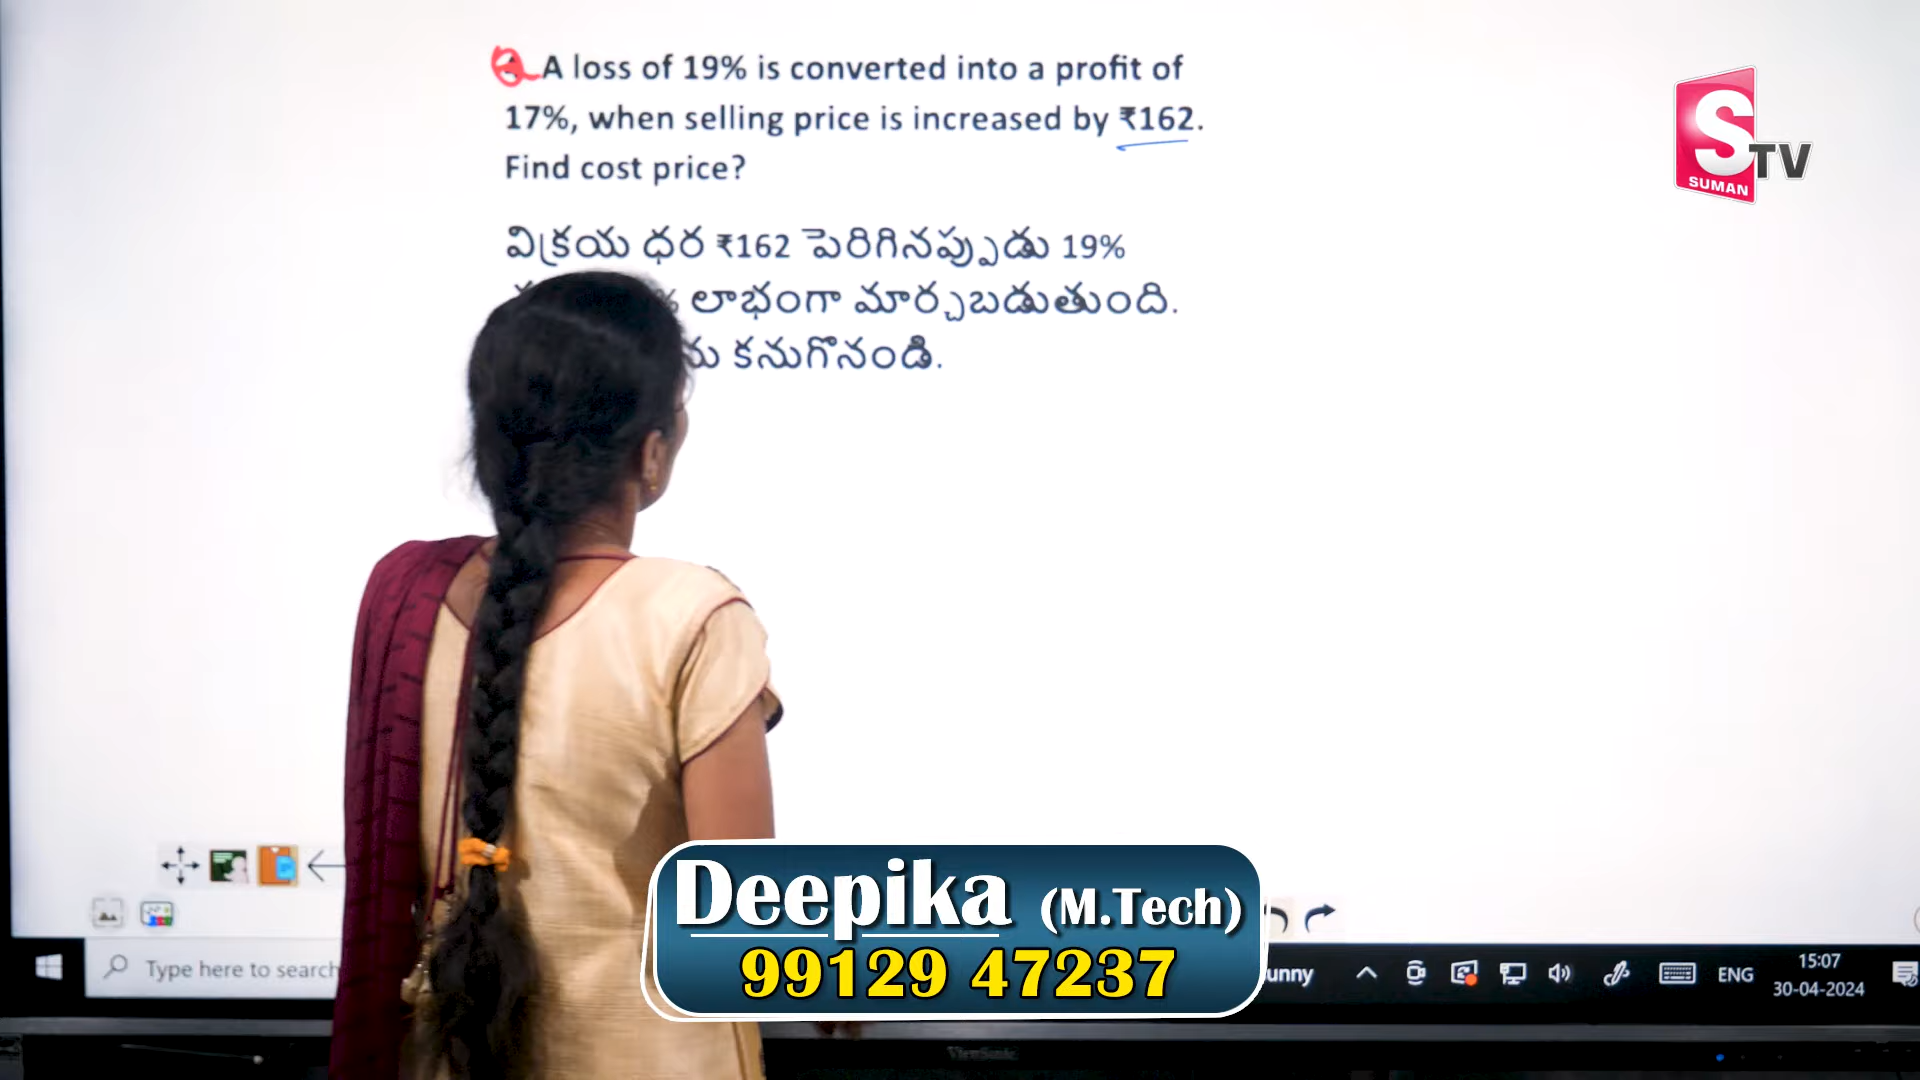 A loss of 19% is converted into a profit of
17%, when selling price is increased by ₹162.
Find cost price?
విక్రయ ధర ₹162 పెరిగినప్పుడు 19%
% లాభంగా మార్చబడుతుంది.
ను కనుగొనండి.
S TV
SUMAN
Deepika (M.Tech)
99129 47237
Type here to search
unny
ENG
15:07
30-04-2024
ViewSonic